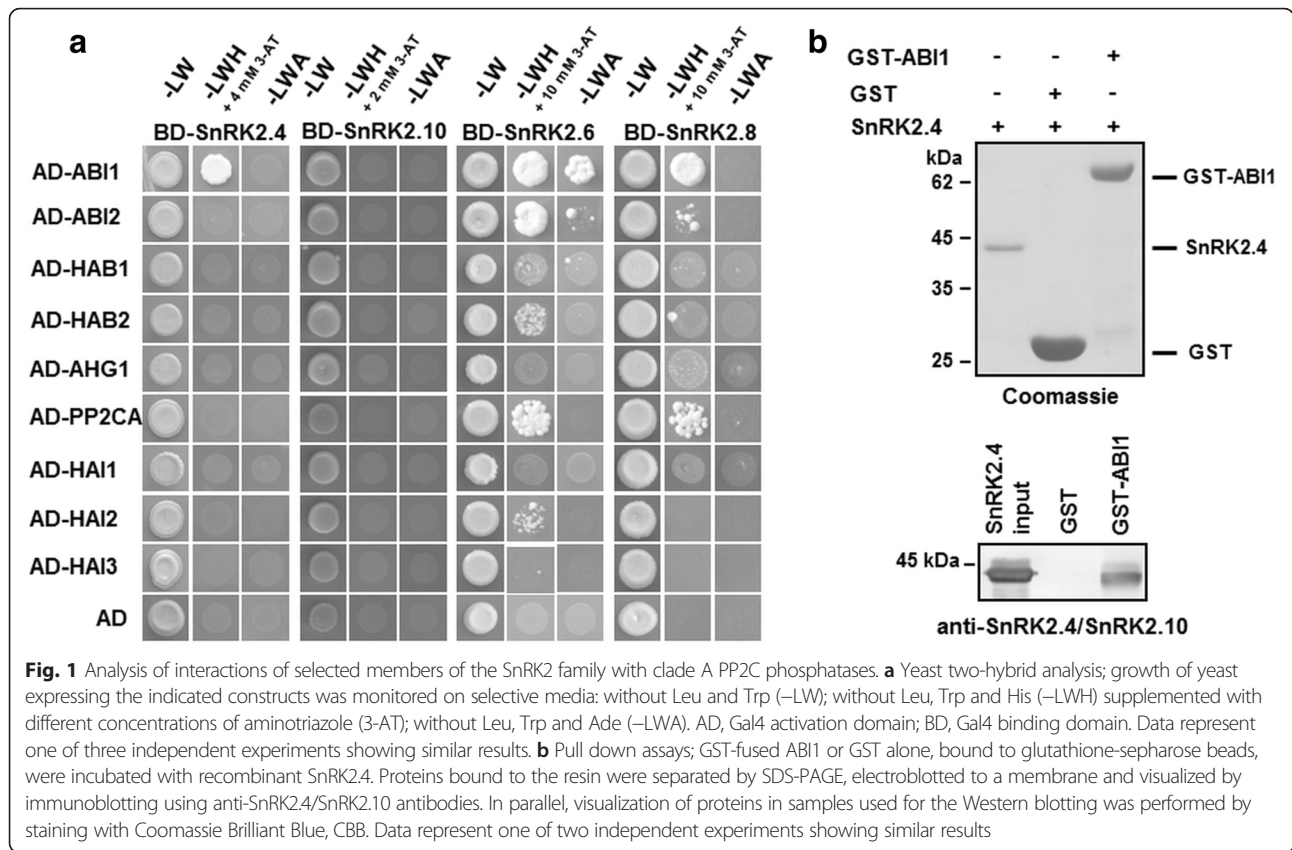 a
-LW
-LWH
+ 4 mM 3-AT
-LWA
-LW
-LWH
+ 2 mM 3-AT
-LWA
-LW
-LWH
+ 10 mM 3-AT
-LWA
-LW
-LWH
+ 10 mM 3-AT
-LWA
BD-SnRK2.4 BD-SnRK2.10 BD-SnRK2.6 BD-SnRK2.8
AD-ABI1
AD-ABI2
AD-HAB1
AD-HAB2
AD-AHG1
AD-PP2CA
AD-HAI1
AD-HAI2
AD-HAI3
AD
b
GST-ABI1 - - +
GST - + -
SnRK2.4 + + +
kDa
62
45
35
25
GST-ABI1
SnRK2.4
GST
Coomassie
SnRK2.4 input
GST
GST-ABI1
45 kDa
anti-SnRK2.4/SnRK2.10
Fig. 1 Analysis of interactions of selected members of the SnRK2 family with clade A PP2C phosphatases. a Yeast two-hybrid analysis; growth of yeast
expressing the indicated constructs was monitored on selective media: without Leu and Trp (−LW); without Leu, Trp and His (−LWH) supplemented with
different concentrations of aminotriazole (3-AT); without Leu, Trp and Ade (−LWA). AD, Gal4 activation domain; BD, Gal4 binding domain. Data represent
one of three independent experiments showing similar results. b Pull down assays; GST-fused ABI1 or GST alone, bound to glutathione-sepharose beads,
were incubated with recombinant SnRK2.4. Proteins bound to the resin were separated by SDS-PAGE, electroblotted to a membrane and visualized by
immunoblotting using anti-SnRK2.4/SnRK2.10 antibodies. In parallel, visualization of proteins in samples used for the Western blotting was performed by
staining with Coomassie Brilliant Blue, CBB. Data represent one of two independent experiments showing similar results